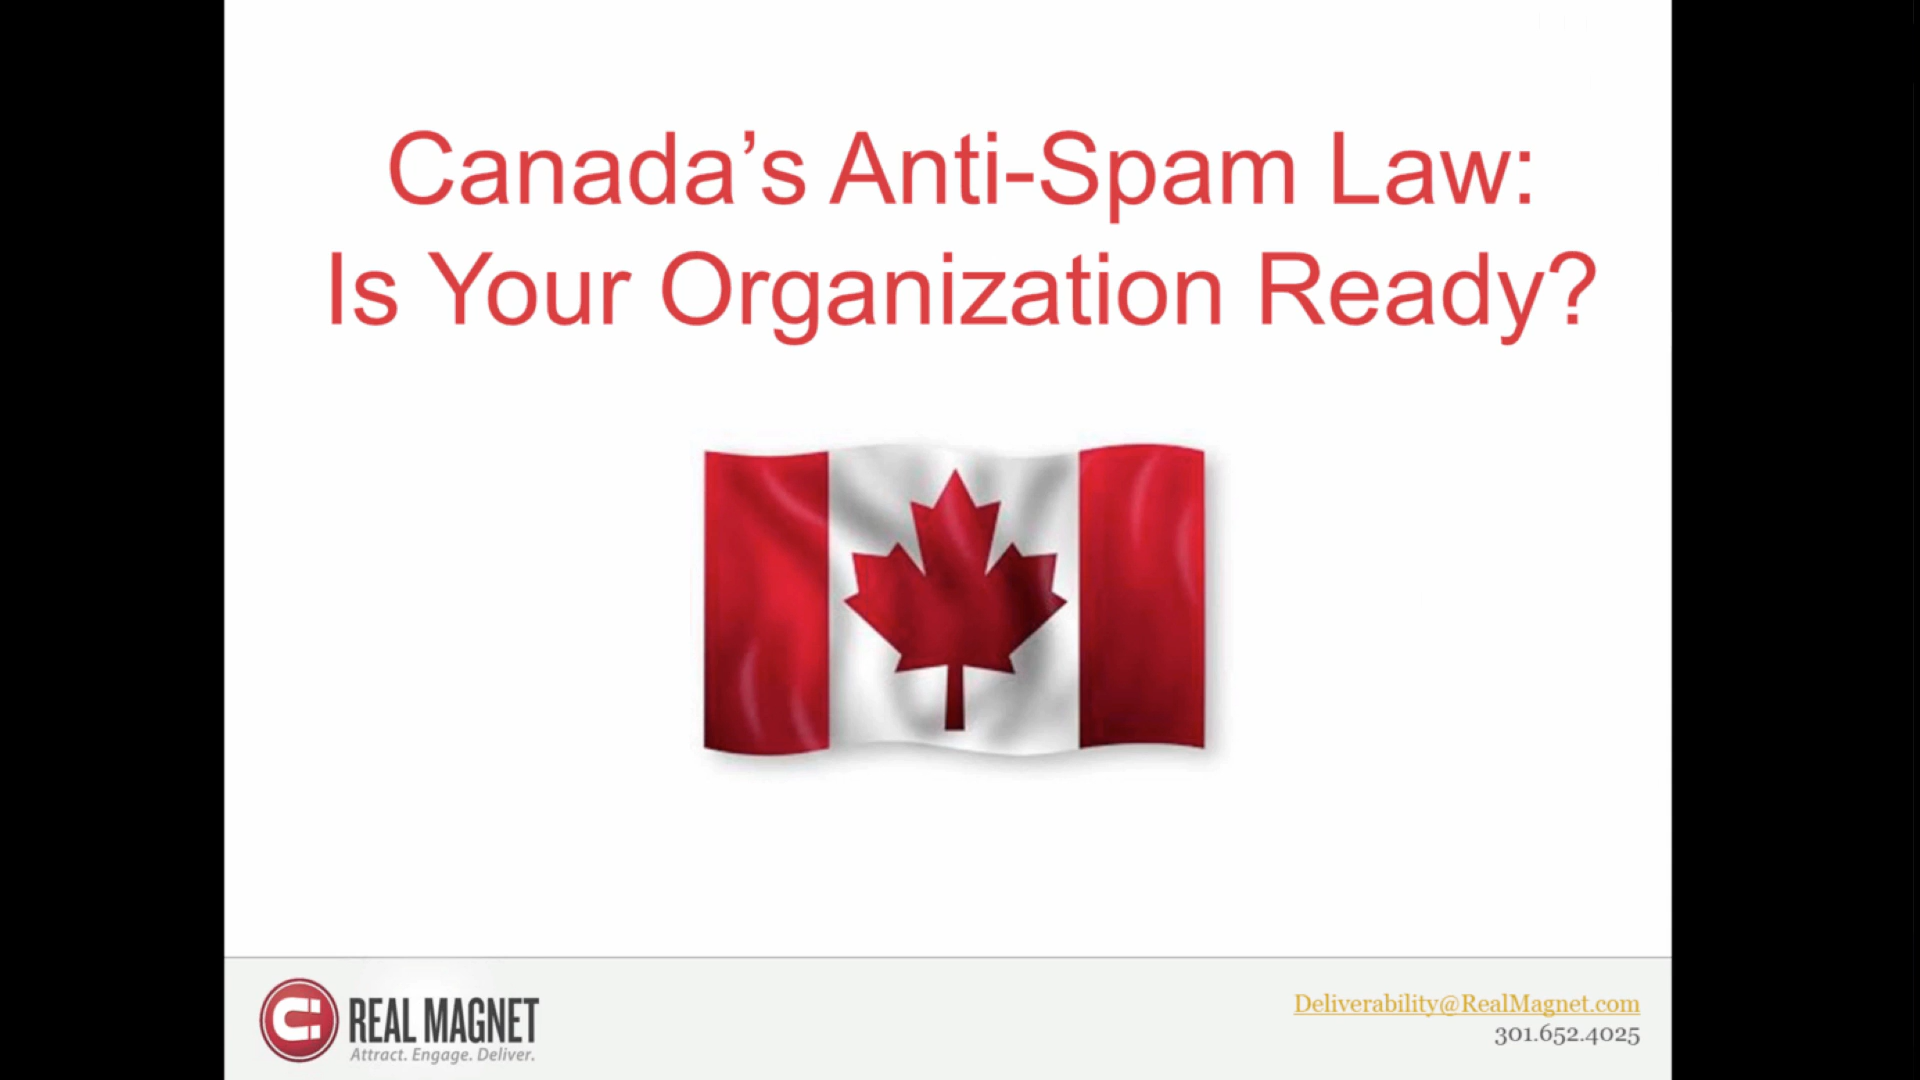 Canada’s Anti-Spam Law:
Is Your Organization Ready?
REAL MAGNET
Attract. Engage. Deliver.
Deliverability@RealMagnet.com
301.652.4025